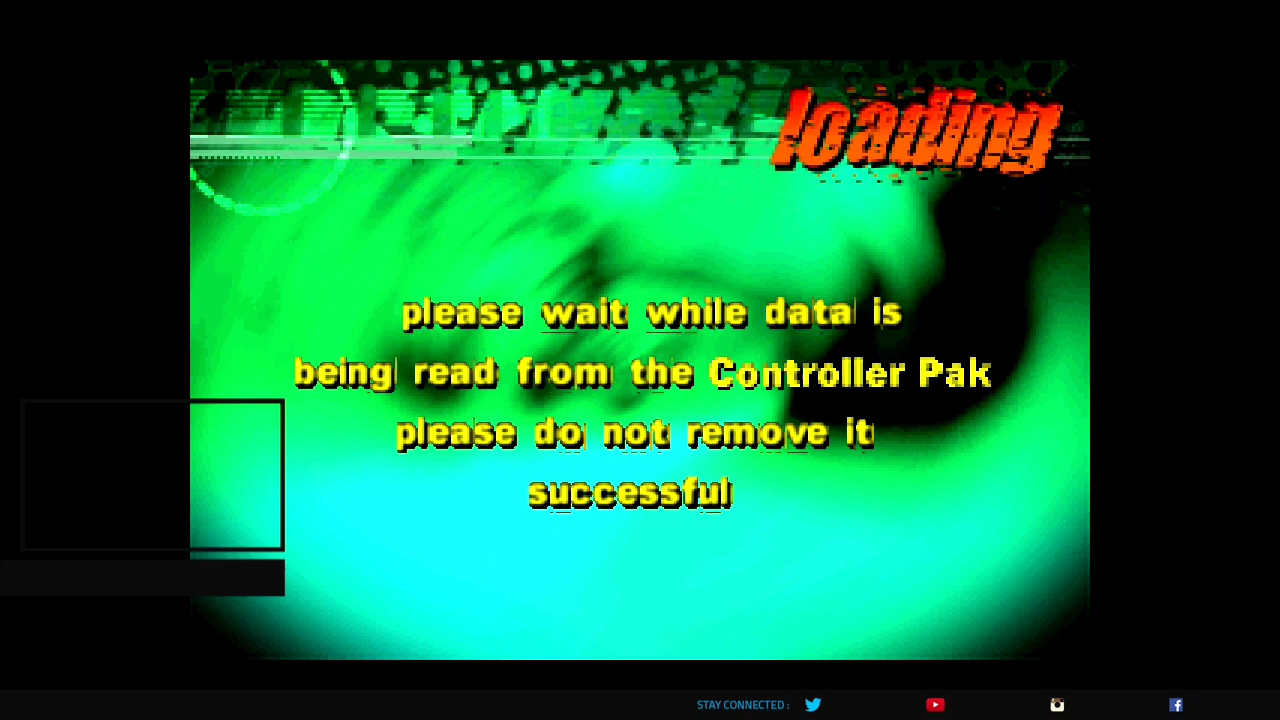 loading
please wait while data is
being read from the Controller Pak
please do not remove it
successful
STAY CONNECTED :